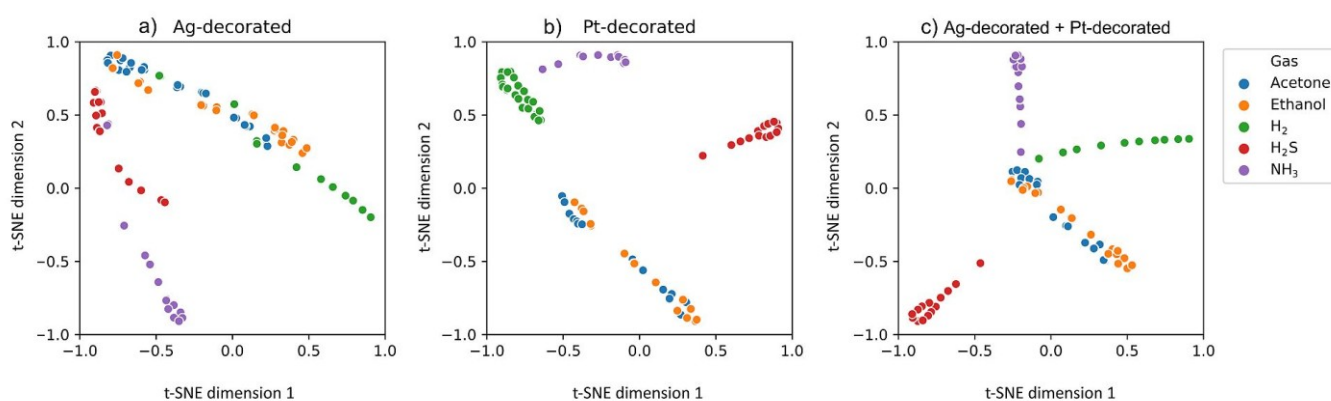 a) Ag-decorated
b) Pt-decorated
c) Ag-decorated + Pt-decorated
1.0
0.5
0.0
−0.5
−1.0
t-SNE dimension 2
−1.0
−0.5
0.0
0.5
1.0
t-SNE dimension 1
1.0
0.5
0.0
−0.5
−1.0
t-SNE dimension 2
−1.0
−0.5
0.0
0.5
1.0
t-SNE dimension 1
1.0
0.5
0.0
−0.5
−1.0
t-SNE dimension 2
−1.0
−0.5
0.0
0.5
1.0
t-SNE dimension 1
Gas
Acetone
Ethanol
H₂
H₂S
NH₃